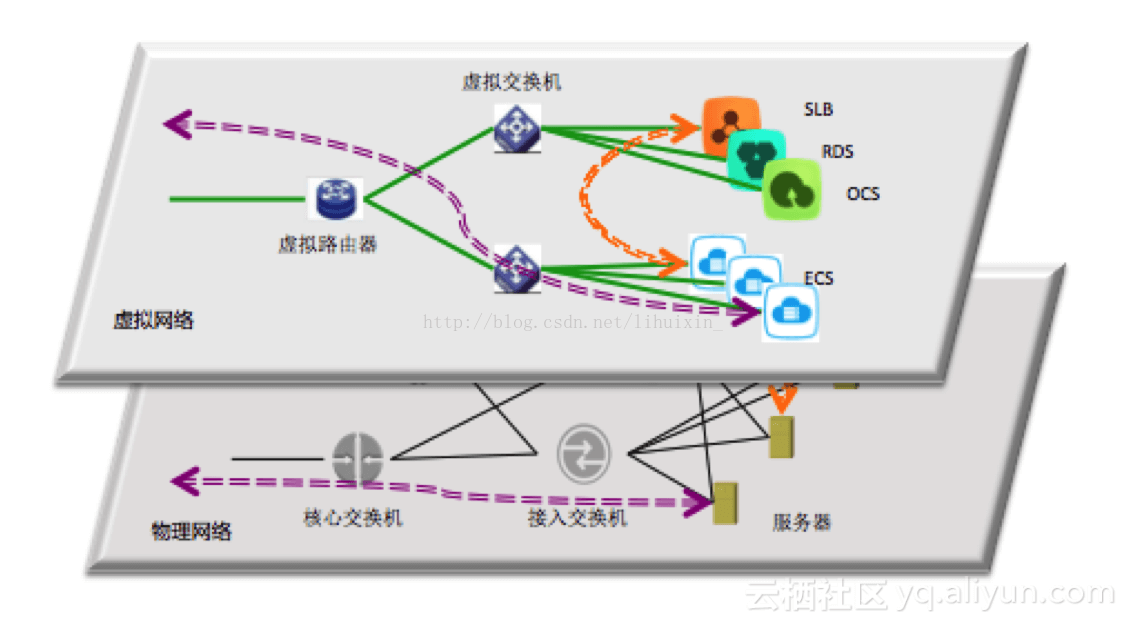 虚拟交换机
SLB
RDS
OCS
虚拟路由器
ECS
虚拟网络
http://blog.csdn.net/lihuixin_
核心交换机
接入交换机
服务器
物理网络
云栖社区 yq.aliyun.com